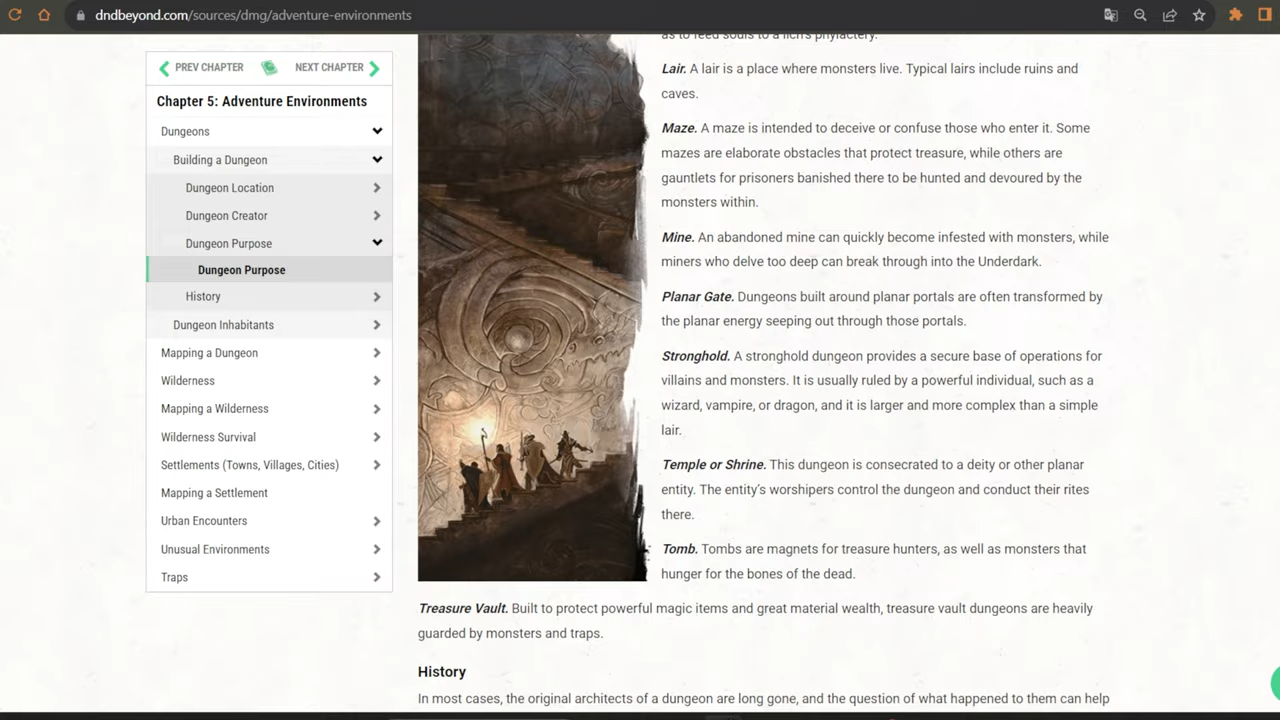 dndbeyond.com/sources/dmg/adventure-environments
PREV CHAPTER
NEXT CHAPTER
Chapter 5: Adventure Environments
Dungeons
Building a Dungeon
Dungeon Location
Dungeon Creator
Dungeon Purpose
Dungeon Purpose
History
Dungeon Inhabitants
Mapping a Dungeon
Wilderness
Mapping a Wilderness
Wilderness Survival
Settlements (Towns, Villages, Cities)
Mapping a Settlement
Urban Encounters
Unusual Environments
Traps
as to feed souls to a lich's phylactery.
Lair. A lair is a place where monsters live. Typical lairs include ruins and
caves.
Maze. A maze is intended to deceive or confuse those who enter it. Some
mazes are elaborate obstacles that protect treasure, while others are
gauntlets for prisoners banished there to be hunted and devoured by the
monsters within.
Mine. An abandoned mine can quickly become infested with monsters, while
miners who delve too deep can break through into the Underdark.
Planar Gate. Dungeons built around planar portals are often transformed by
the planar energy seeping out through those portals.
Stronghold. A stronghold dungeon provides a secure base of operations for
villains and monsters. It is usually ruled by a powerful individual, such as a
wizard, vampire, or dragon, and it is larger and more complex than a simple
lair.
Temple or Shrine. This dungeon is consecrated to a deity or other planar
entity. The entity's worshipers control the dungeon and conduct their rites
there.
Tomb. Tombs are magnets for treasure hunters, as well as monsters that
hunger for the bones of the dead.
Treasure Vault. Built to protect powerful magic items and great material wealth, treasure vault dungeons are heavily
guarded by monsters and traps.
History
In most cases, the original architects of a dungeon are long gone, and the question of what happened to them can help